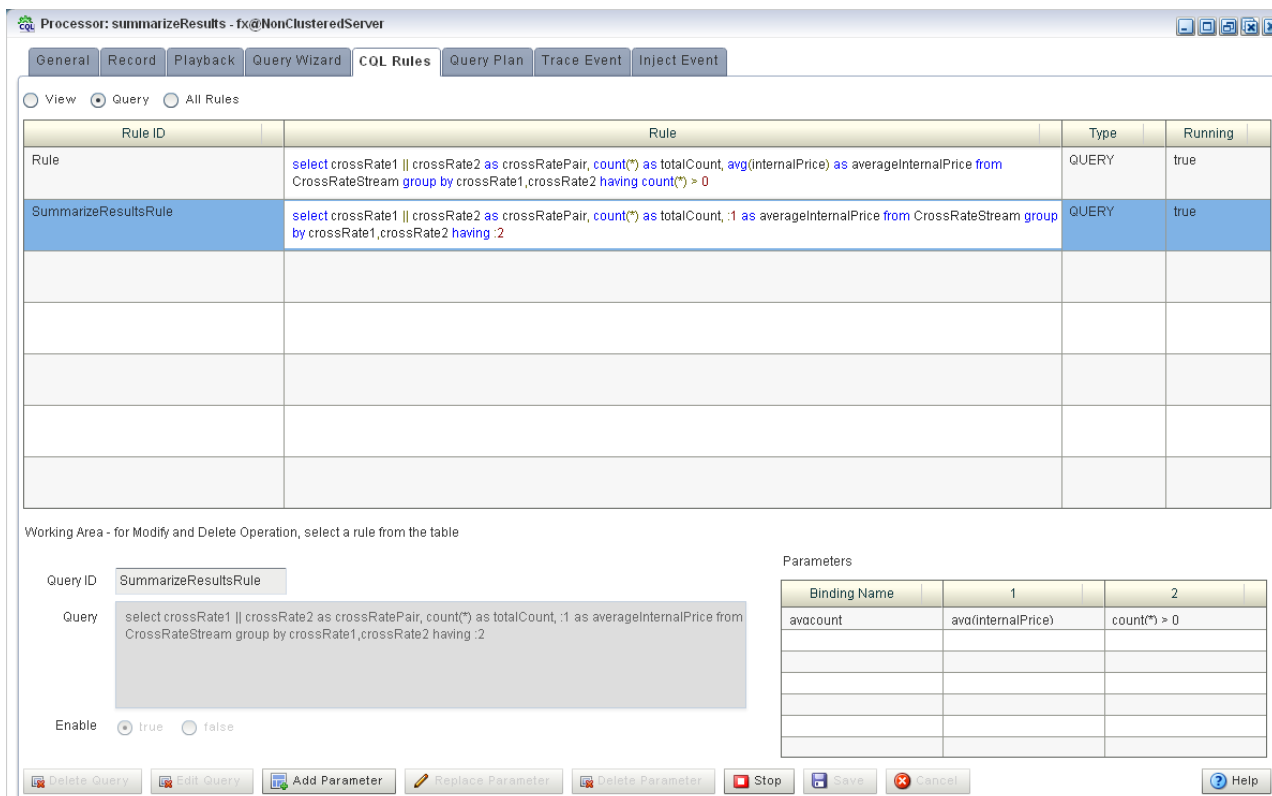 CQL Processor: summarizeResults - fx@NonClusteredServer
General Record Playback Query Wizard CQL Rules Query Plan Trace Event Inject Event
View Query All Rules
Rule ID Rule Type Running
Rule
select crossRate1 || crossRate2 as crossRatePair, count(*) as totalCount, avg(internalPrice) as averageInternalPrice from
CrossRateStream group by crossRate1,crossRate2 having count(*) > 0
QUERY true
SummarizeResultsRule
select crossRate1 || crossRate2 as crossRatePair, count(*) as totalCount, :1 as averageInternalPrice from CrossRateStream group
by crossRate1,crossRate2 having :2
QUERY true
Working Area - for Modify and Delete Operation, select a rule from the table
Query ID SummarizeResultsRule
Query
select crossRate1 || crossRate2 as crossRatePair, count(*) as totalCount, :1 as averageInternalPrice from
CrossRateStream group by crossRate1,crossRate2 having :2
Enable true false
Parameters
Binding Name 1 2
avgcount avg(internalPrice) count(*) > 0
Delete Query Edit Query Add Parameter Replace Parameter Delete Parameter Stop Save Cancel ? Help